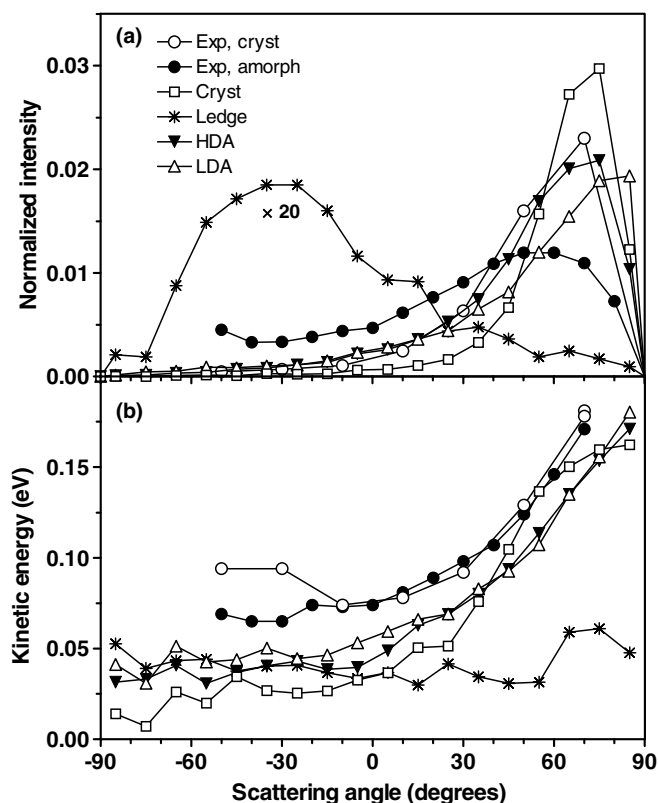 (a)
Exp, cryst
Exp, amorph
Cryst
Ledge
HDA
LDA
× 20
Normalized intensity
0.03
0.02
0.01
0.00
(b)
Kinetic energy (eV)
0.15
0.10
0.05
0.00
-90 -60 -30 0 30 60 90
Scattering angle (degrees)